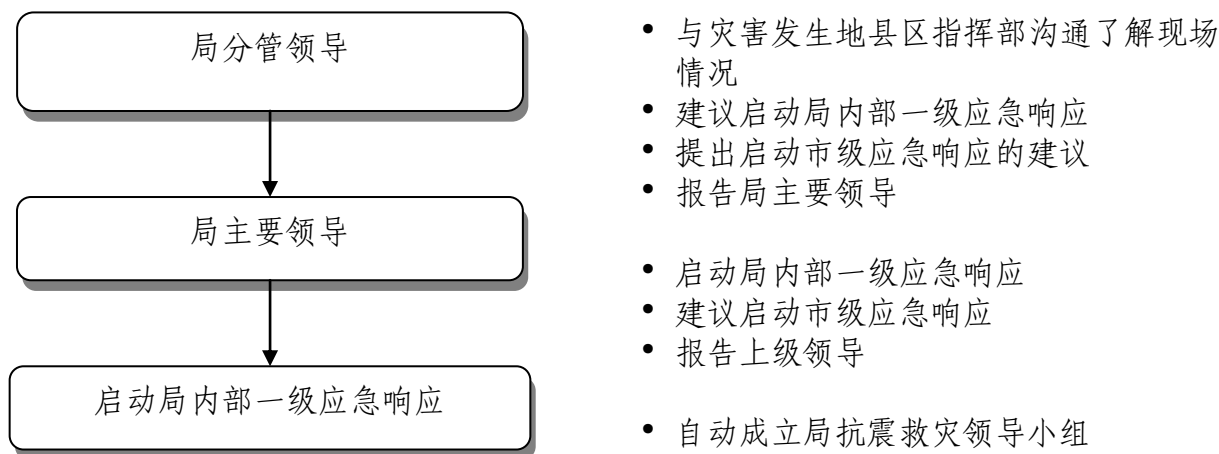 局分管领导
• 与灾害发生地县区指挥部沟通了解现场
情况
• 建议启动局内部一级应急响应
• 提出启动市级应急响应的建议
• 报告局主要领导
局主要领导
• 启动局内部一级应急响应
• 建议启动市级应急响应
• 报告上级领导
启动局内部一级应急响应
• 自动成立局抗震救灾领导小组